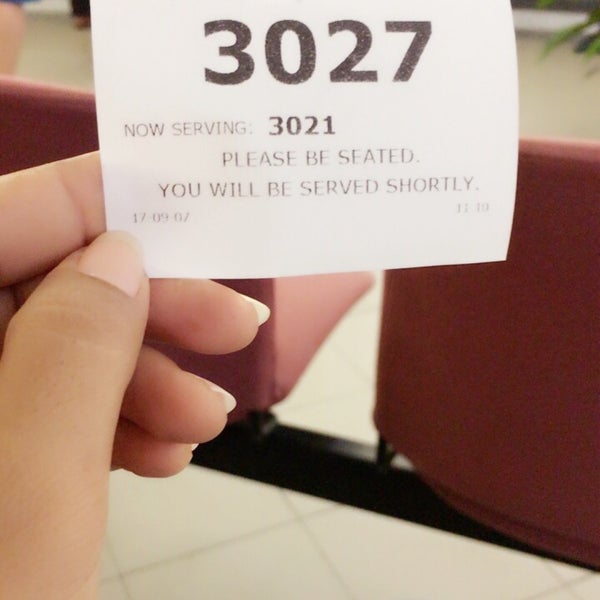 3027
NOW SERVING: 3021
PLEASE BE SEATED.
YOU WILL BE SERVED SHORTLY.
17-09-07 11:10